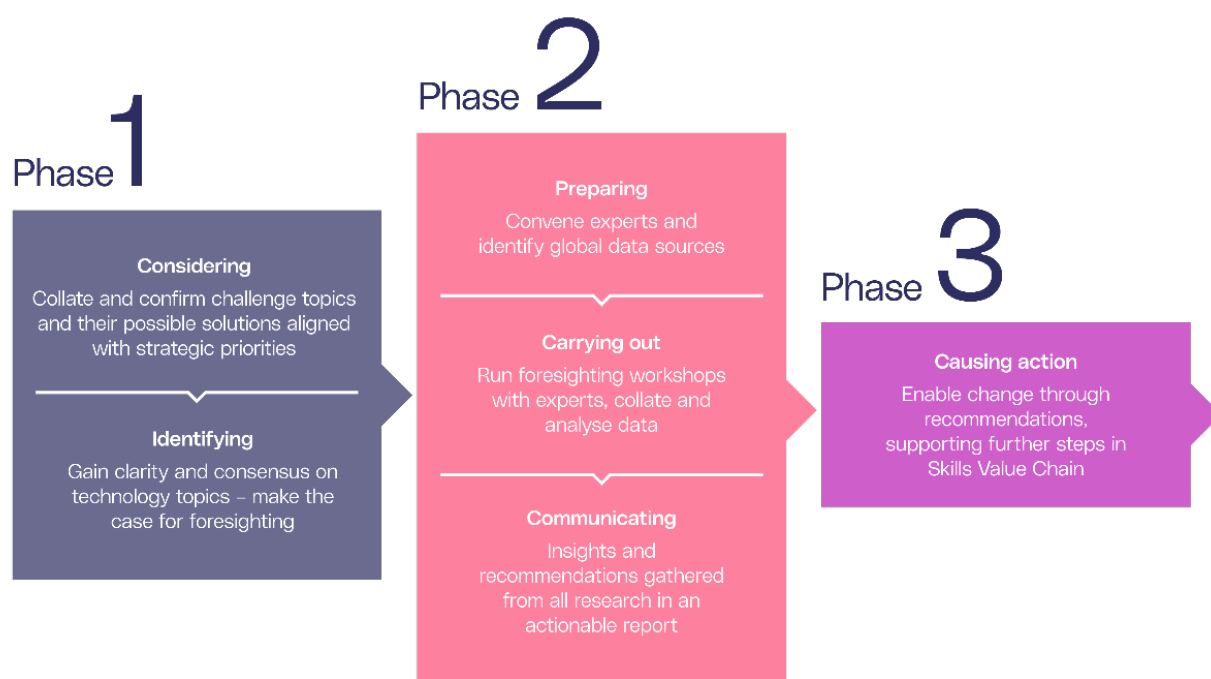 Phase 1
Considering
Collate and confirm challenge topics
and their possible solutions aligned
with strategic priorities
Identifying
Gain clarity and consensus on
technology topics – make the
case for foresighting
Phase 2
Preparing
Convene experts and
identify global data sources
Carrying out
Run foresighting workshops
with experts, collate and
analyse data
Communicating
Insights and
recommendations gathered
from all research in an
actionable report
Phase 3
Causing action
Enable change through
recommendations,
supporting further steps in
Skills Value Chain